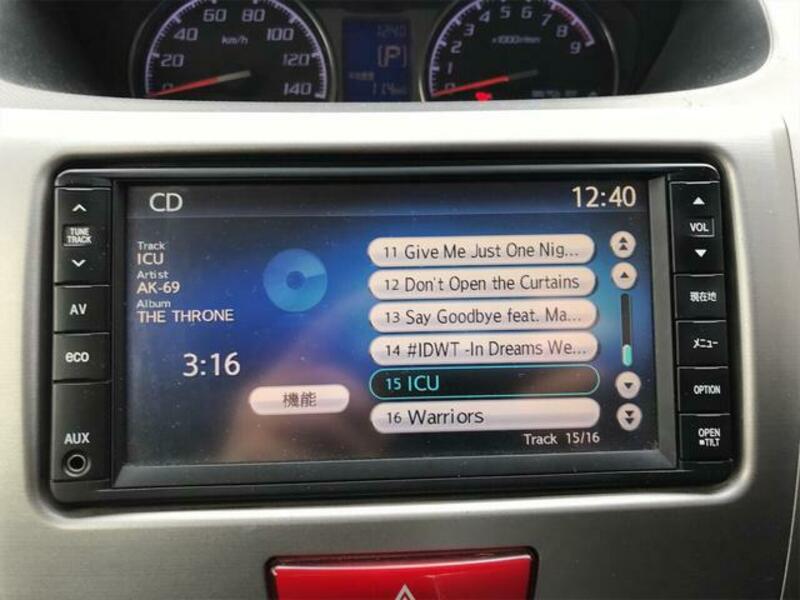 60 80
40 100
20 km/h 120
0 140
1240
[P]
4 5 6 7
3 8
2 x1000r/min 9
1
0
CD 12:40
Track
ICU
Artist
AK-69
Album
THE THRONE
3:16
機能
11 Give Me Just One Nig...
12 Don't Open the Curtains
13 Say Goodbye feat. Ma...
14 #IDWT -In Dreams We...
15 ICU
16 Warriors
Track 15/16
TUNE
TRACK
AV
eco
AUX
VOL
現在地
メニュー
OPTION
OPEN
TILT